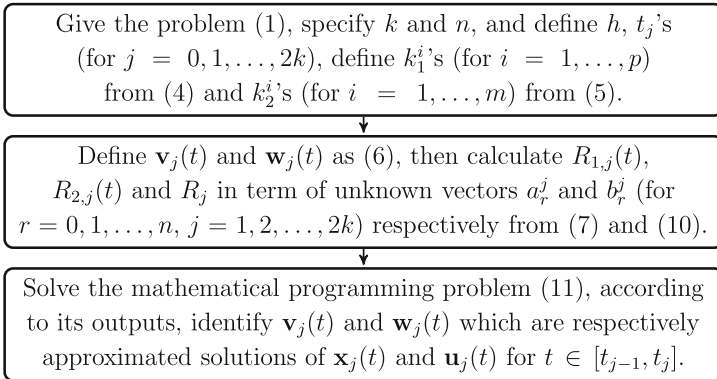 Give the problem (1), specify k and n, and define h, t_j's
(for j = 0, 1, . . . , 2k), define k_1^i's (for i = 1, . . . , p)
from (4) and k_2^i's (for i = 1, . . . , m) from (5).
Define v_j(t) and w_j(t) as (6), then calculate R_{1,j}(t),
R_{2,j}(t) and R_j in term of unknown vectors a_r^j and b_r^j (for
r = 0, 1, . . . , n, j = 1, 2, . . . , 2k) respectively from (7) and (10).
Solve the mathematical programming problem (11), according
to its outputs, identify v_j(t) and w_j(t) which are respectively
approximated solutions of x_j(t) and u_j(t) for t ∈ [t_{j−1}, t_j].